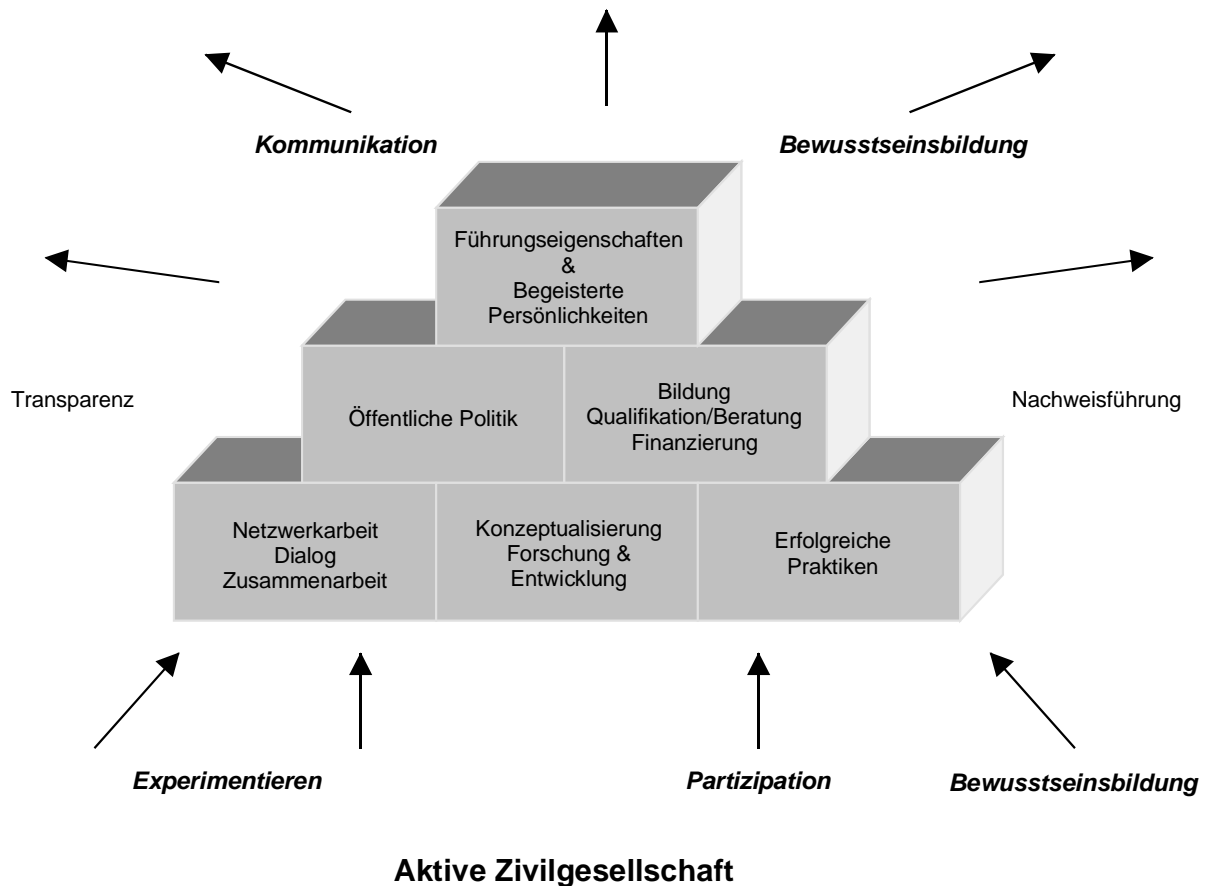 Kommunikation
Bewusstseinsbildung
Führungseigenschaften
&
Begeisterte
Persönlichkeiten
Transparenz
Öffentliche Politik
Bildung
Qualifikation/Beratung
Finanzierung
Nachweisführung
Netzwerkarbeit
Dialog
Zusammenarbeit
Konzeptualisierung
Forschung &
Entwicklung
Erfolgreiche
Praktiken
Experimentieren
Partizipation
Bewusstseinsbildung
Aktive Zivilgesellschaft